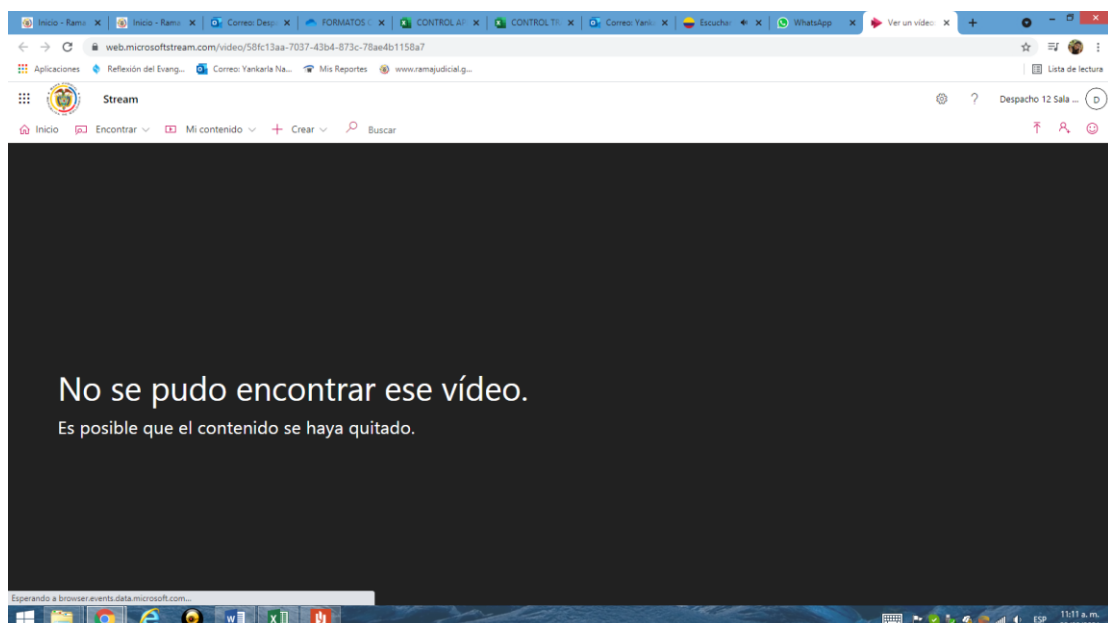 Inicio - Rama Inicio - Rama Correo: Desp FORMATOS C CONTROL AP CONTROL TR Correo: Yank Escuchar WhatsApp Ver un vídeo
web.microsoftstream.com/video/58fc13aa-7037-43b4-873c-78ae4b1158a7
Aplicaciones Reflexión del Evang... Correo: Yankarla Na... Mis Reportes www.ramajudicial.g... Lista de lectura
Stream ? Despacho 12 Sala ... D
Inicio Encontrar Mi contenido Crear Buscar
No se pudo encontrar ese vídeo.
Es posible que el contenido se haya quitado.
Esperando a browser.events.data.microsoft.com...
ESP 11:11 a. m.